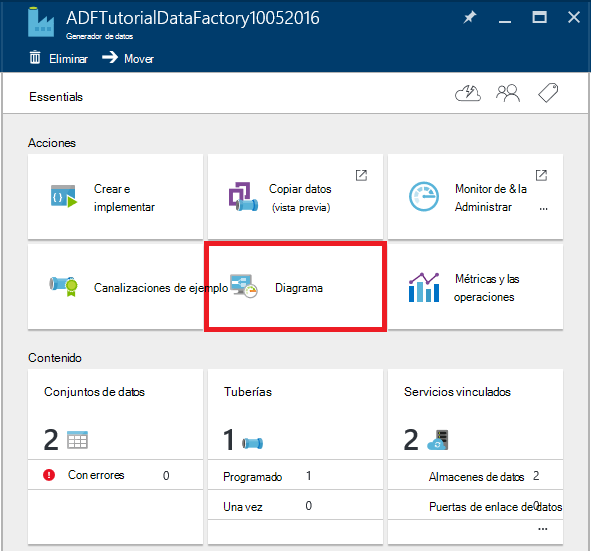 ADFTutorialDataFactory10052016
Generador de datos
Eliminar
Mover
Essentials
Acciones
Crear e
implementar
Copiar datos
(vista previa)
Monitor de & la
Administrar
...
Canalizaciones de ejemplo
Diagrama
Métricas y las
operaciones
Contenido
Conjuntos de datos
2
Con errores 0
Tuberías
1
Programado 1
Una vez 0
Servicios vinculados
2
Almacenes de datos 2
Puertas de enlace de datos 0
...